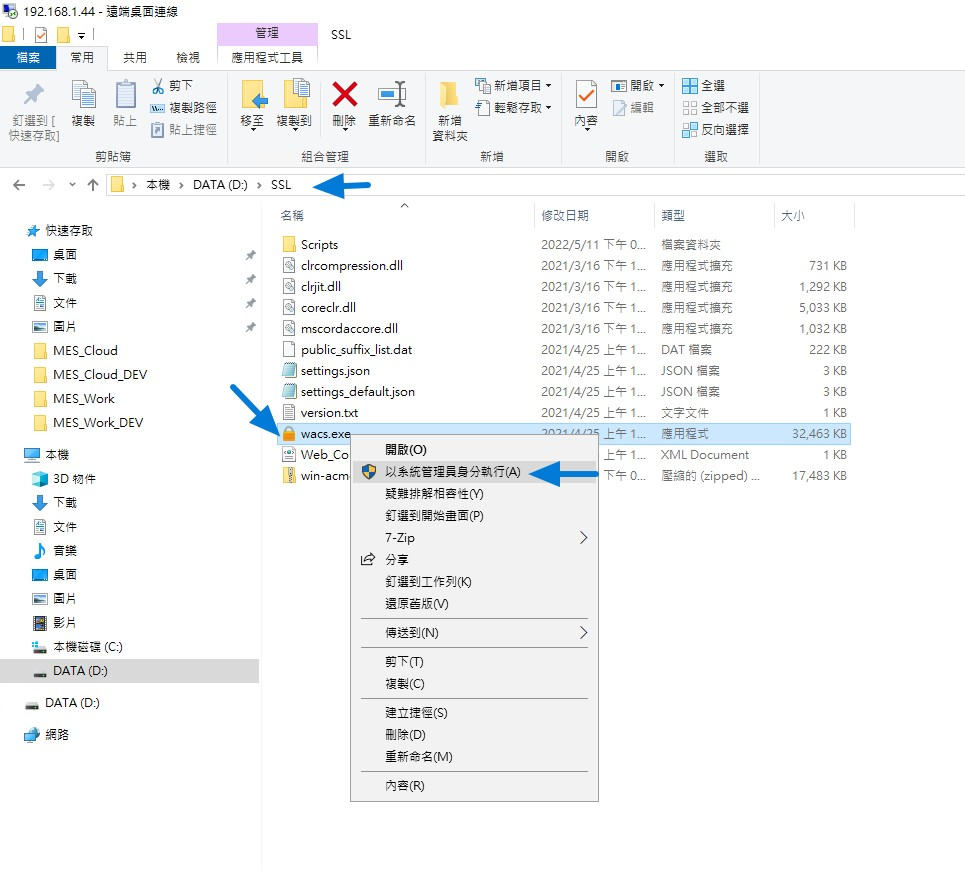 192.168.1.44 - 遠端桌面連線
管理
SSL
檔案
常用
共用
檢視
應用程式工具
釘選到 [
快速存取]
複製
貼上
剪下
複製路徑
貼上捷徑
剪貼簿
移至
複製到
刪除
重新命名
組合管理
新增
資料夾
新增項目
輕鬆存取
新增
內容
開啟
編輯
開啟
全選
全部不選
反向選擇
選取
本機 > DATA (D:) > SSL
快速存取
桌面
下載
文件
圖片
MES_Cloud
MES_Cloud_DEV
MES_Work
MES_Work_DEV
本機
3D 物件
下載
文件
音樂
桌面
圖片
影片
本機磁碟 (C:)
DATA (D:)
DATA (D:)
網路
名稱 修改日期 類型 大小
Scripts 2022/5/11 下午 0... 檔案資料夾
clrcompression.dll 2021/3/16 下午 1... 應用程式擴充 731 KB
clrjit.dll 2021/3/16 下午 1... 應用程式擴充 1,292 KB
coreclr.dll 2021/3/16 下午 1... 應用程式擴充 5,033 KB
mscordaccore.dll 2021/3/16 下午 1... 應用程式擴充 1,032 KB
public_suffix_list.dat 2021/4/25 上午 1... DAT 檔案 222 KB
settings.json 2021/4/25 上午 1... JSON 檔案 3 KB
settings_default.json 2021/4/25 上午 1... JSON 檔案 3 KB
version.txt 2021/4/25 上午 1... 文字文件 1 KB
wacs.exe 2021/4/25 上午 1... 應用程式 32,463 KB
Web_Co 上午 1... XML Document 1 KB
win-acm 下午 0... 壓縮的 (zipped) ... 17,483 KB
開啟(O)
以系統管理員身分執行(A)
疑難排解相容性(Y)
釘選到開始畫面(P)
7-Zip
分享
釘選到工作列(K)
還原舊版(V)
傳送到(N)
剪下(T)
複製(C)
建立捷徑(S)
刪除(D)
重新命名(M)
內容(R)